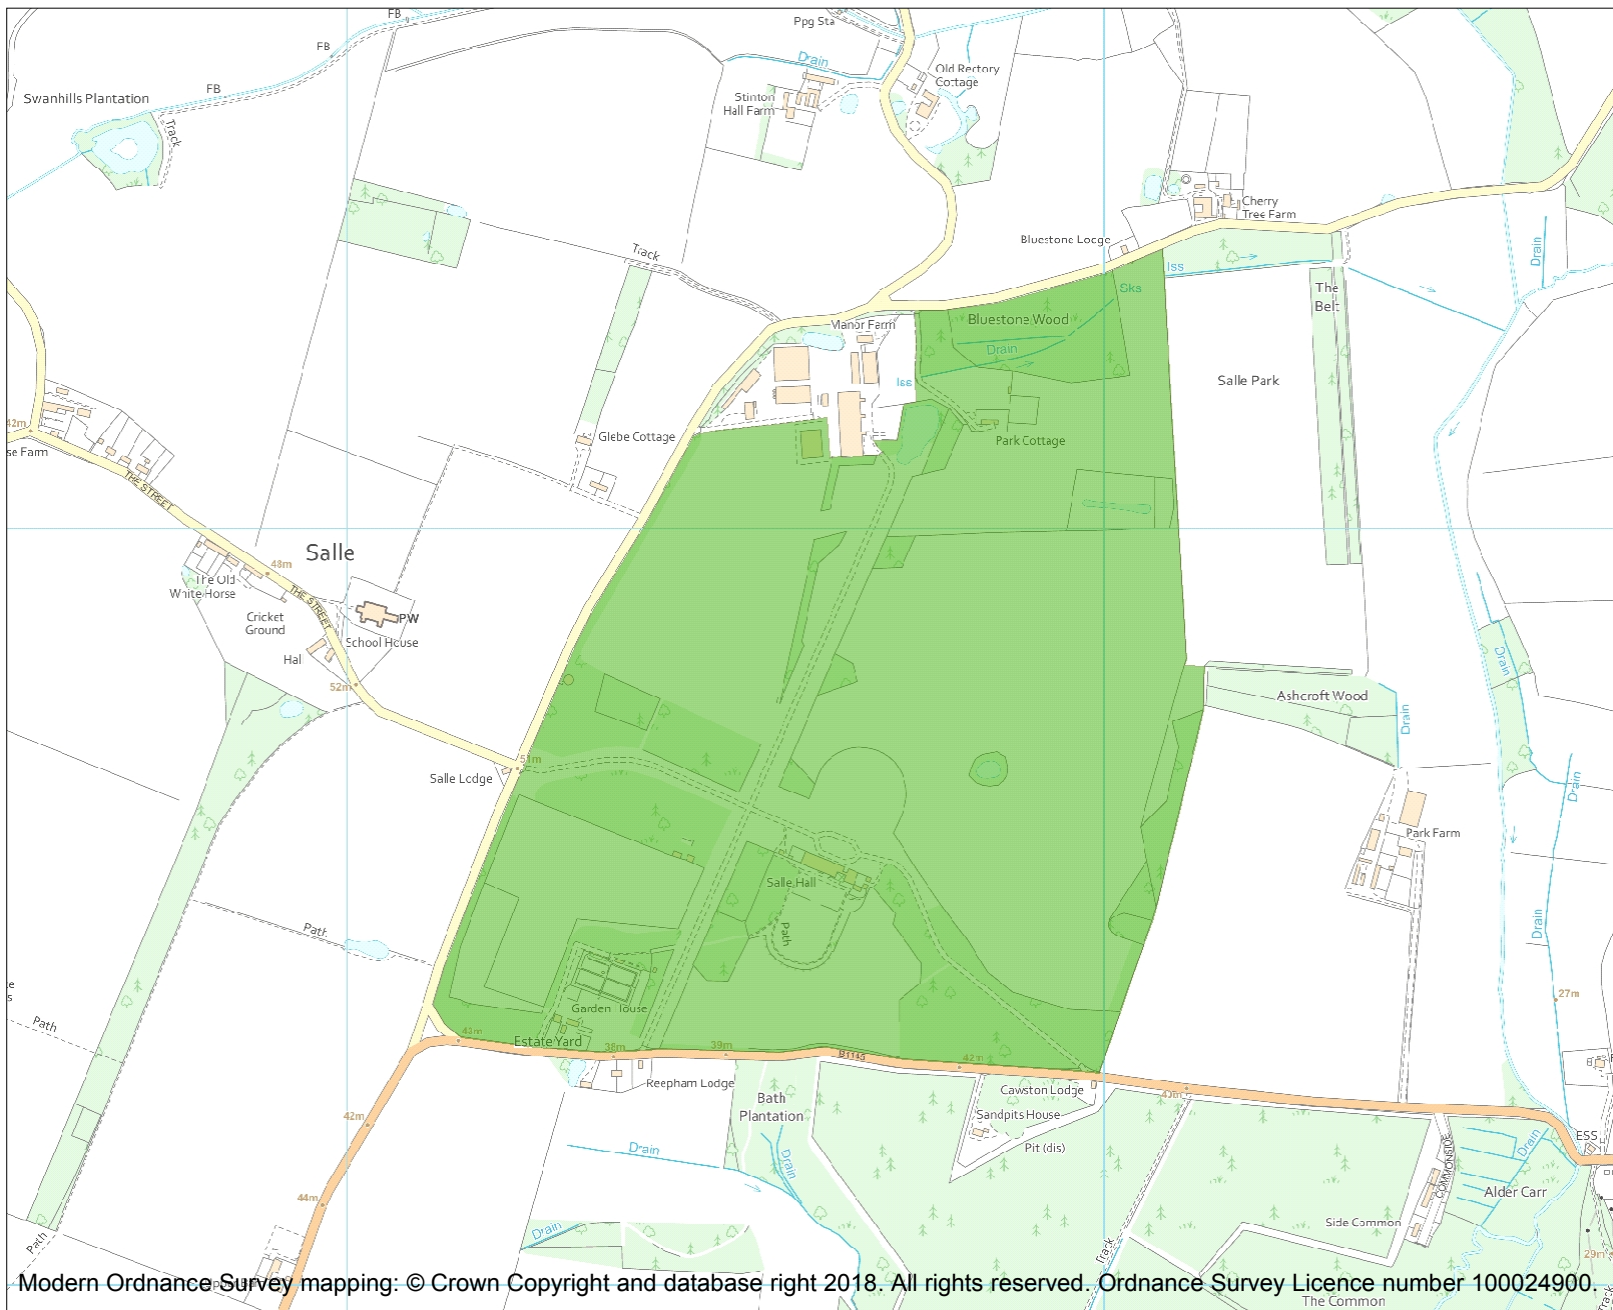 FB
FB
FB
Ppg Sta
Drain
Old Rectory
Cottage
Stinton
Hall Farm
Swanhills Plantation
Track
Cherry
Tree Farm
Bluestone Lodge
Track
Iss
Drain
Sks
The
Belt
Manor Farm
Bluestone Wood
Drain
Salle Park
Iss
42m
se Farm
Glebe Cottage
Park Cottage
THE STREET
Salle
48m
The Old
White Horse
THE STREET
Cricket
Ground
PW
School House
Hal
52m
Drain
Ashcroft Wood
Drain
51m
Salle Lodge
Drain
Park Farm
Salle Hall
Path
Path
Drain
27m
Path
Garden House
43m
Estate Yard
38m
39m
B1145
42m
Reepham Lodge
Cawston Lodge
Bath
Plantation
Sandpits House
40m
42m
Drain
Drain
Pit (dis)
ESS
COMMONSIDE
Drain
Alder Carr
44m
Side Common
Drain
Path
Track
29m
The Common
Track
Modern Ordnance Survey mapping: © Crown Copyright and database right 2018. All rights reserved. Ordnance Survey Licence number 100024900.